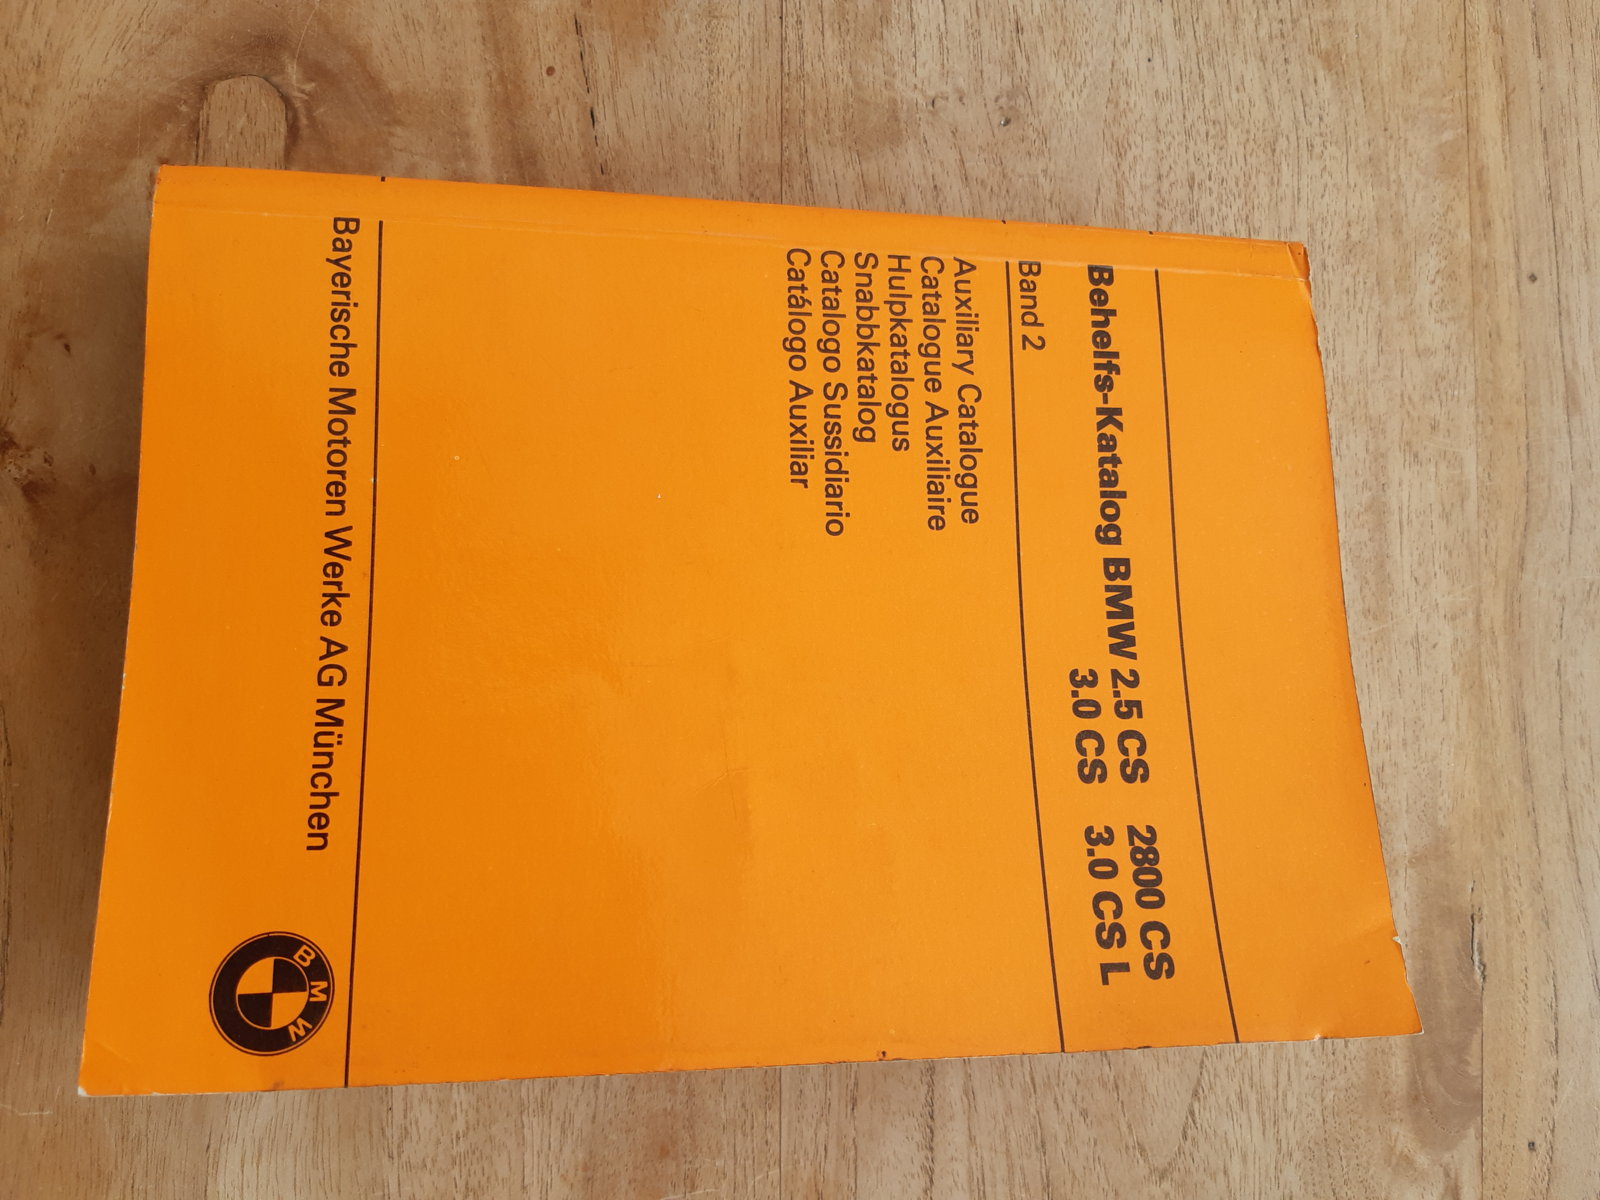 Behelfs-Katalog BMW 2.5 CS 2800 CS
3.0 CS 3.0 CS L
Band 2
Auxiliary Catalogue
Catalogue Auxiliaire
Hulpkatalogus
Snabbkatalog
Catalogo Sussidiario
Catálogo Auxiliar
Bayerische Motoren Werke AG München
BMW